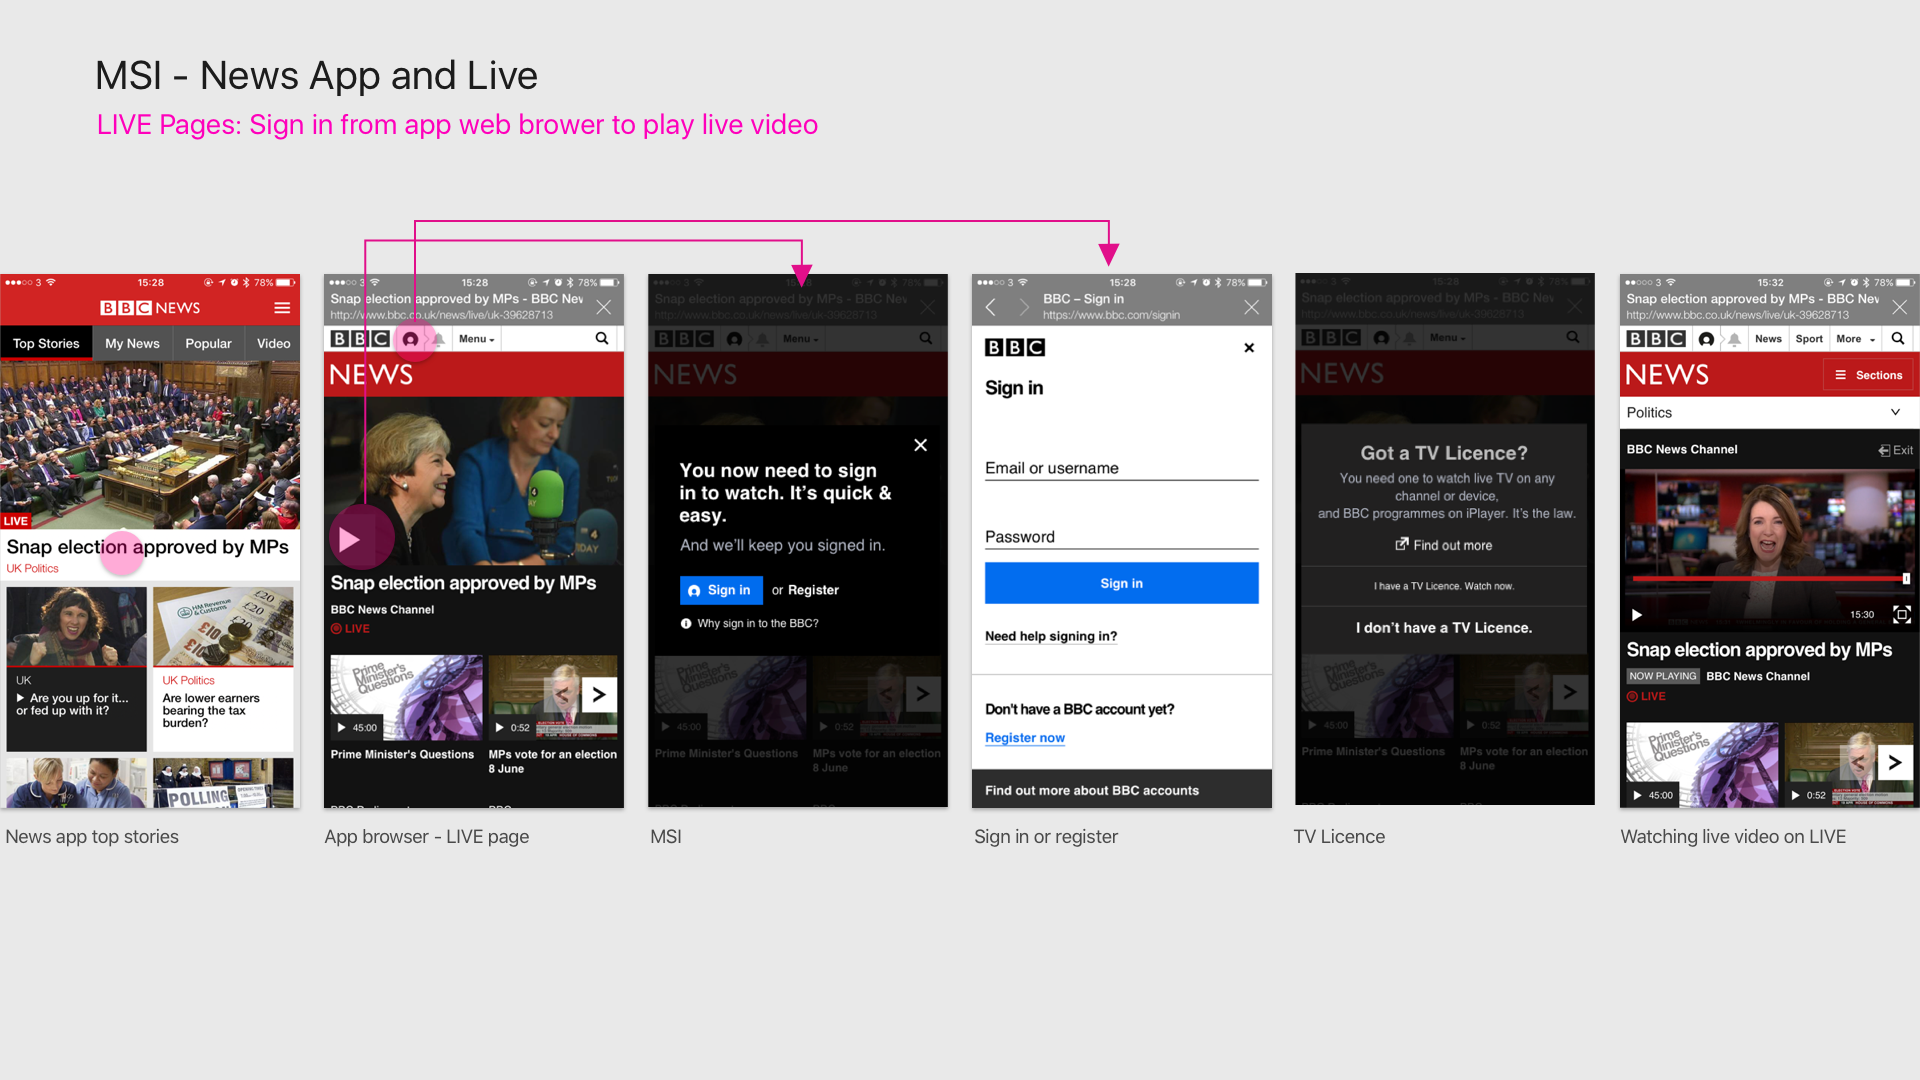 MSI - News App and Live
LIVE Pages: Sign in from app web brower to play live video
3 15:28 78%
BBC NEWS
Top Stories My News Popular Video
LIVE
Snap election approved by MPs
UK Politics
HM Revenue & Customs
£20
£20
£10
UK
Are you up for it...
or fed up with it?
UK Politics
Are lower earners
bearing the tax
burden?
POLLING
News app top stories
3 15:28 78%
Snap election approved by MPs - BBC Nev
http://www.bbc.co.uk/news/live/uk-39628713
BBC Menu
NEWS
4
4
Snap election approved by MPs
BBC News Channel
LIVE
Prime Minister's Questions
45:00
0:52
Prime Minister's Questions
MPs vote for an election
8 June
App browser - LIVE page
3 15:28 78%
Snap election approved by MPs - BBC Nev
http://www.bbc.co.uk/news/live/uk-39628713
BBC Menu
NEWS
You now need to sign
in to watch. It's quick &
easy.
And we'll keep you signed in.
Sign in or Register
Why sign in to the BBC?
Prime Minister's Questions
45:00
0:52
Prime Minister's Questions
MPs vote for an election
8 June
MSI
3 15:28 78%
BBC – Sign in
https://www.bbc.com/signin
BBC
Sign in
Email or username
Password
Sign in
Need help signing in?
Don't have a BBC account yet?
Register now
Find out more about BBC accounts
Sign in or register
3 15:28 78%
Snap election approved by MPs - BBC Nev
http://www.bbc.co.uk/news/live/uk-39628713
BBC Menu
NEWS
Got a TV Licence?
You need one to watch live TV on any
channel or device,
and BBC programmes on iPlayer. It's the law.
Find out more
I have a TV Licence. Watch now.
I don't have a TV Licence.
Prime Minister's Questions
45:00
0:52
Prime Minister's Questions
MPs vote for an election
8 June
TV Licence
3 15:32 78%
Snap election approved by MPs - BBC Nev
http://www.bbc.co.uk/news/live/uk-39628713
BBC News Sport More
NEWS Sections
Politics
BBC News Channel Exit
15:30
Snap election approved by MPs
NOW PLAYING BBC News Channel
LIVE
Prime Minister's Questions
45:00
0:52
Watching live video on LIVE